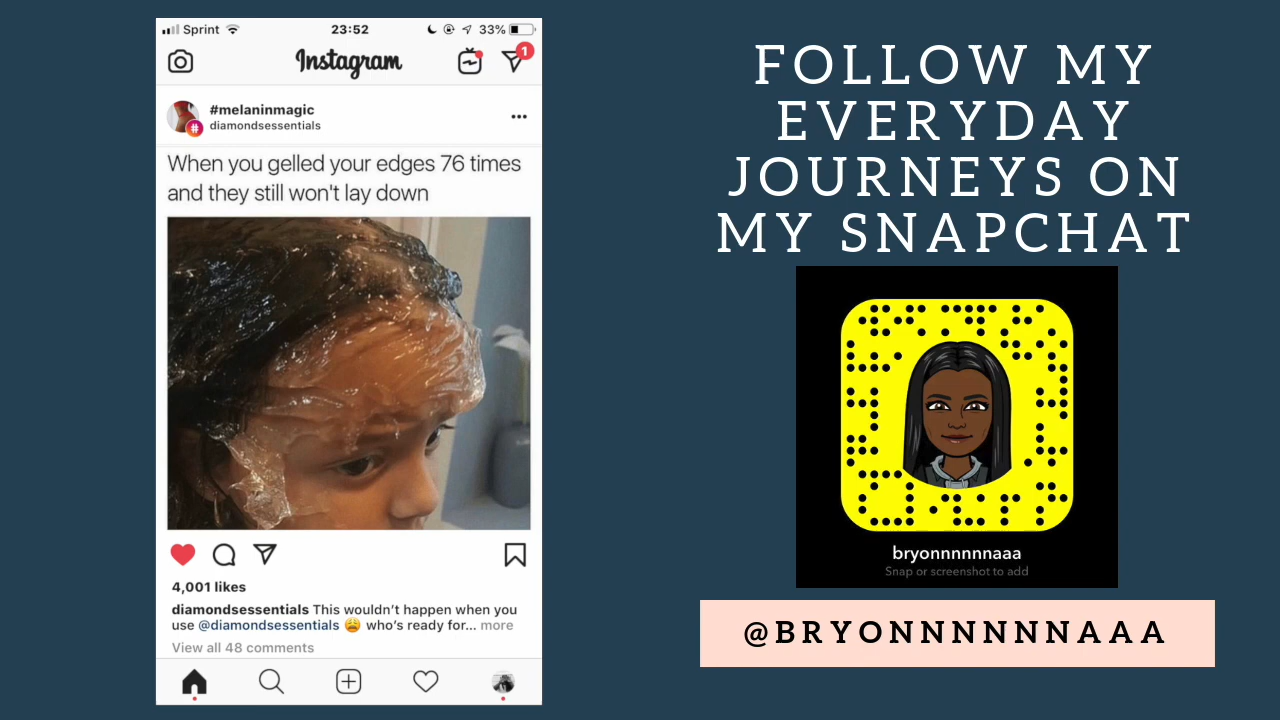 Sprint
23:52
33%
Instagram
1
#melaninmagic
diamondsessentials
When you gelled your edges 76 times
and they still won't lay down
4,001 likes
diamondsessentials This wouldn't happen when you
use @diamondsessentials 😩 who's ready for... more
View all 48 comments
FOLLOW MY
EVERYDAY
JOURNEYS ON
MY SNAPCHAT
bryonnnnnnaaa
Snap or screenshot to add
@BRYONNNNNNAAA